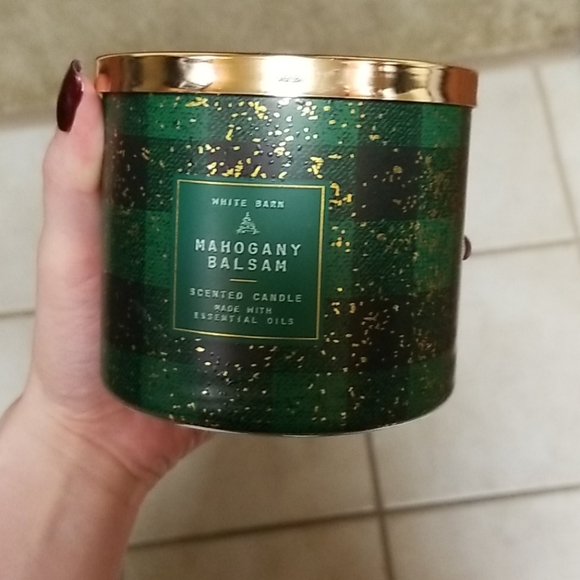 WHITE BARN
MAHOGANY
BALSAM
SCENTED CANDLE
MADE WITH
ESSENTIAL OILS